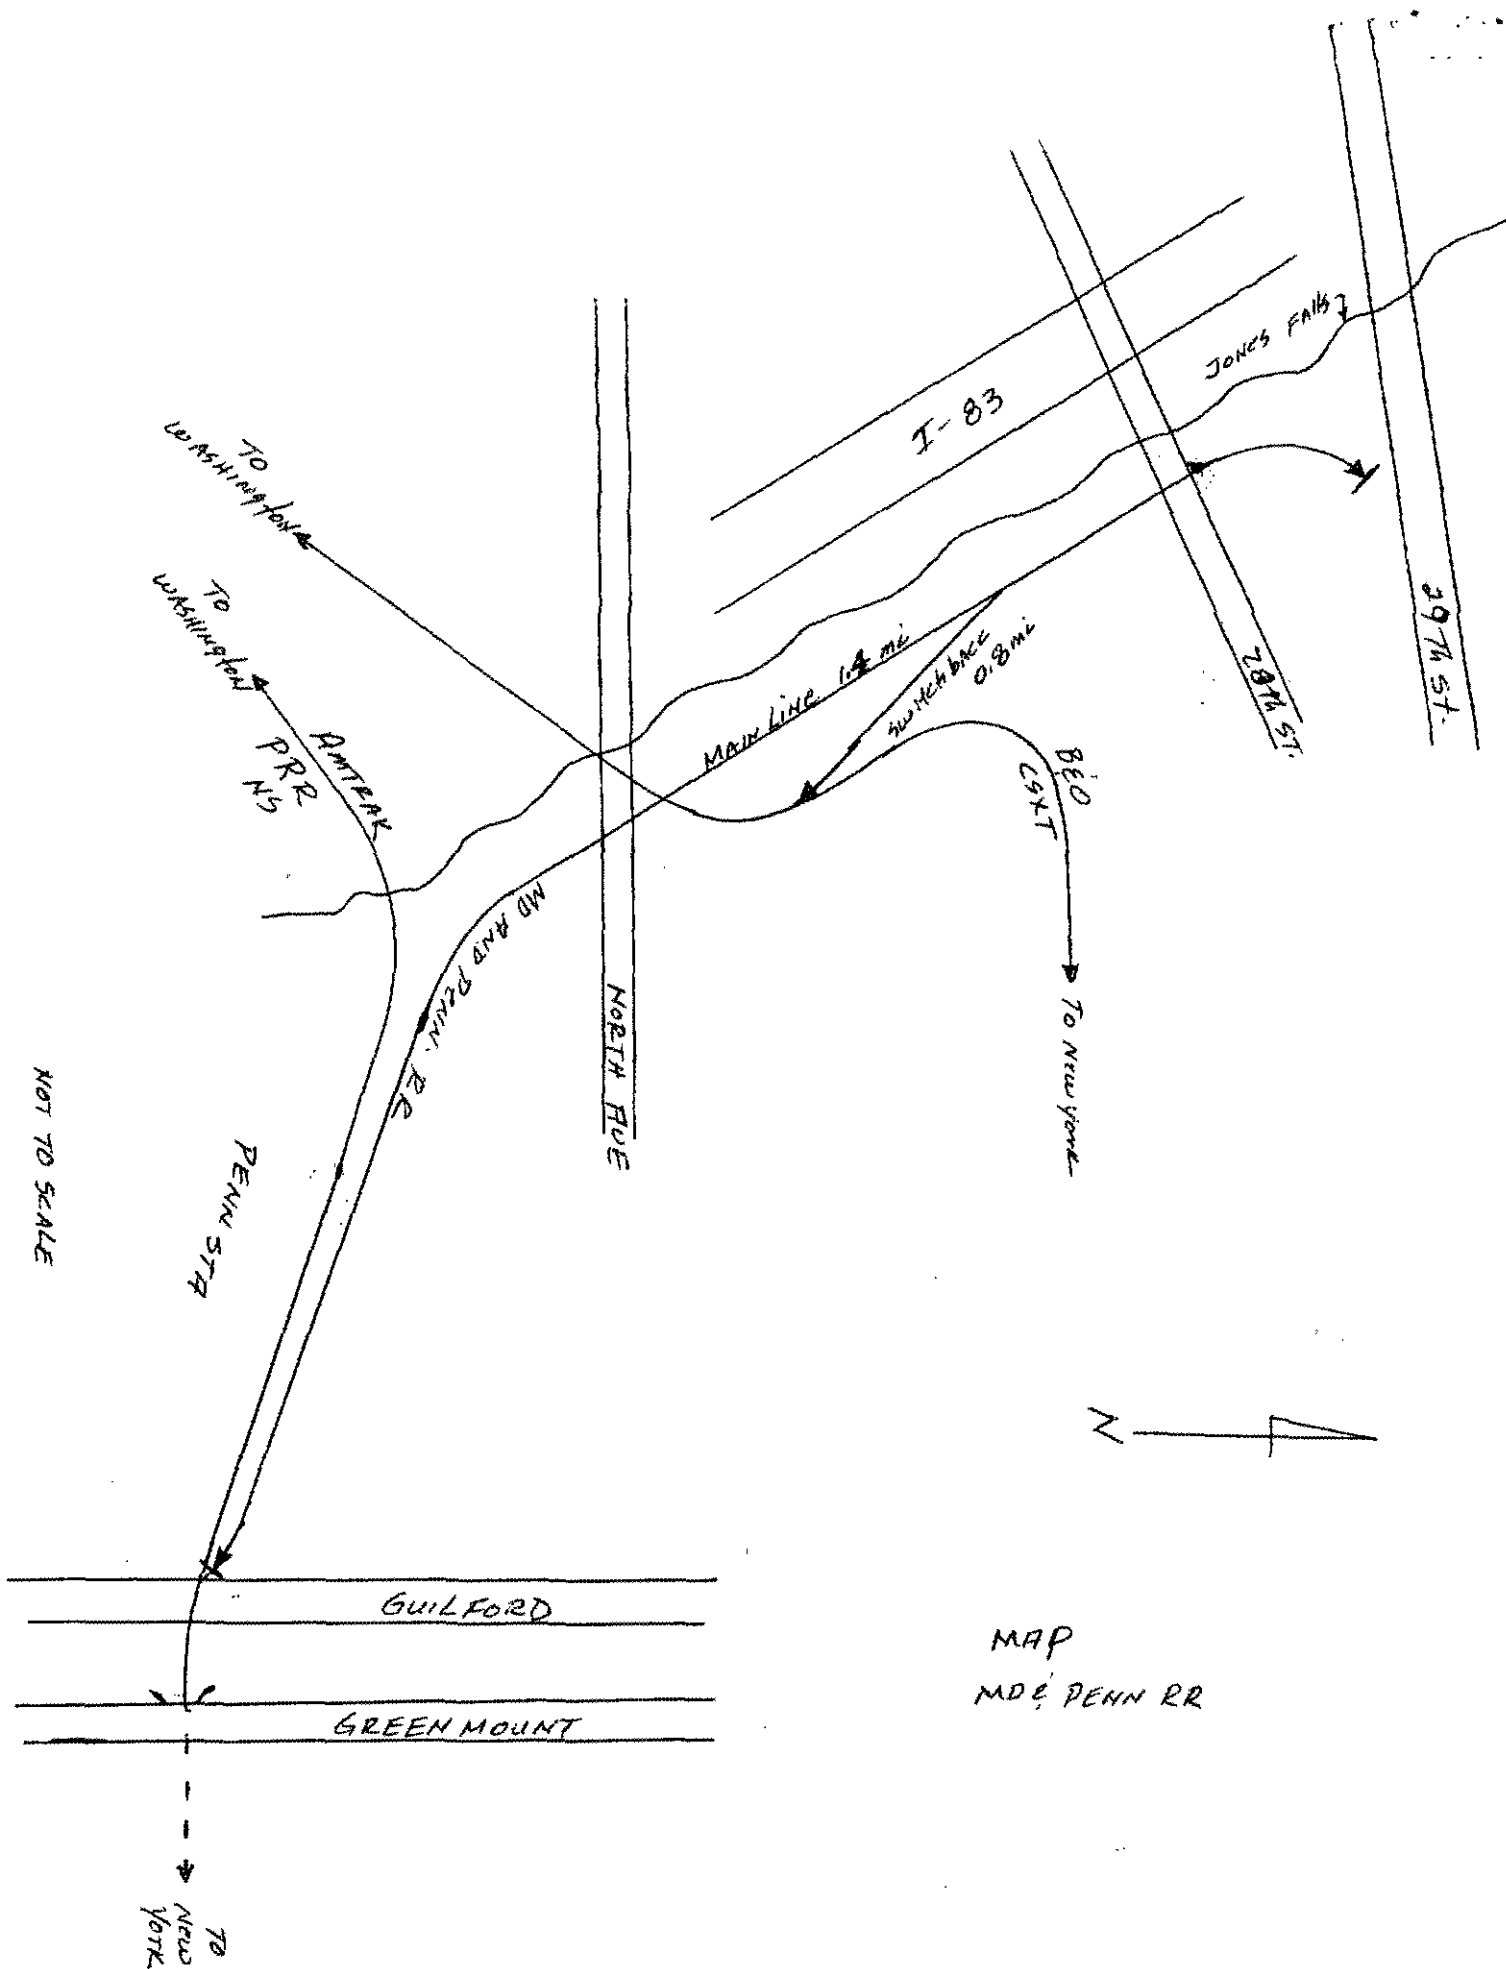 29Th St.
28th ST.
JONES FAllS
I-83
TO
WASHINgtoN
TO
WASHINgtoN
AMTRAK
PRR
NS
MAIN LINE 1.4 mi
SwitchbacK
0.8mi
B&O
CSXT
To New York
MD AND PENN. RR
NORTH AVE
PENN STA
NOT TO SCALE
N
GUILFORD
GREENMOUNT
TO
NEW
YORK
MAP
MD & PENN RR